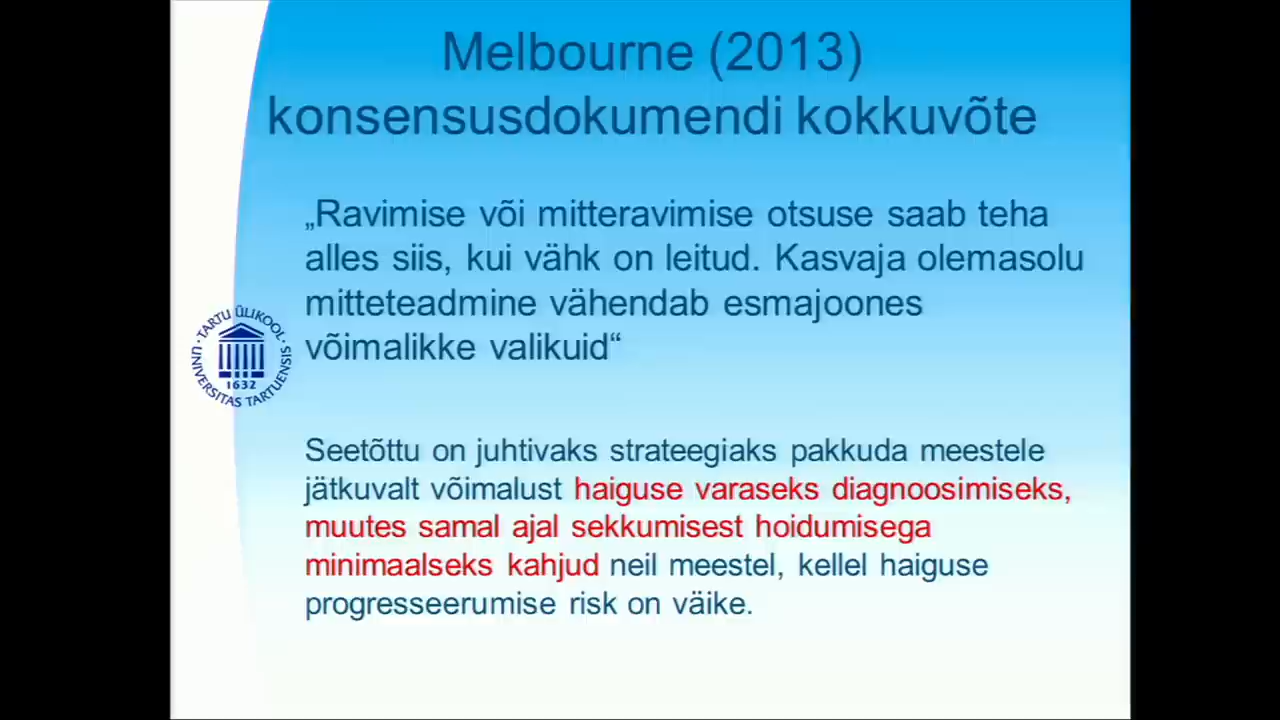 Melbourne (2013)
konsensusdokumendi kokkuvõte
„Ravimise või mitteravimise otsuse saab teha
alles siis, kui vähk on leitud. Kasvaja olemasolu
mitteteadmine vähendab esmajoones
võimalikke valikuid“
TARTU ÜLIKOOL
UNIVERSITAS TARTUENSIS
1632
Seetõttu on juhtivaks strateegiaks pakkuda meestele
jätkuvalt võimalust haiguse varaseks diagnoosimiseks,
muutes samal ajal sekkumisest hoidumisega
minimaalseks kahjud neil meestel, kellel haiguse
progresseerumise risk on väike.